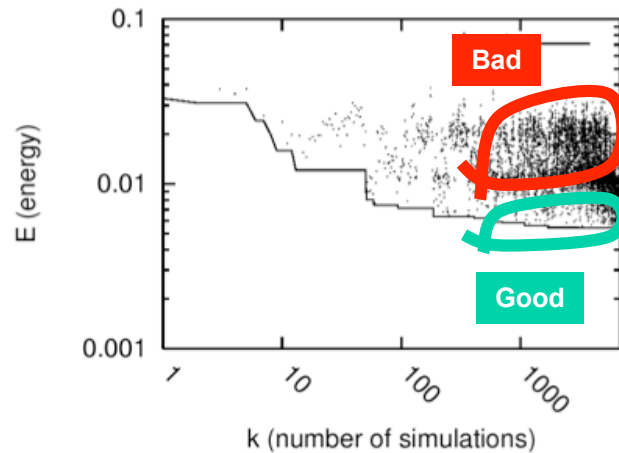 0.1
Bad
0.01
E (energy)
Good
0.001
1 10 100 1000
k (number of simulations)